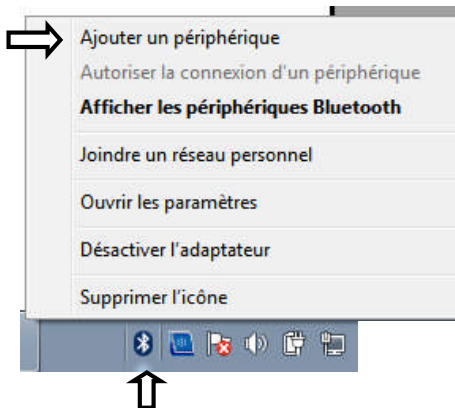 Ajouter un périphérique
Autoriser la connexion d'un périphérique
Afficher les périphériques Bluetooth
Joindre un réseau personnel
Ouvrir les paramètres
Désactiver l'adaptateur
Supprimer l'icône